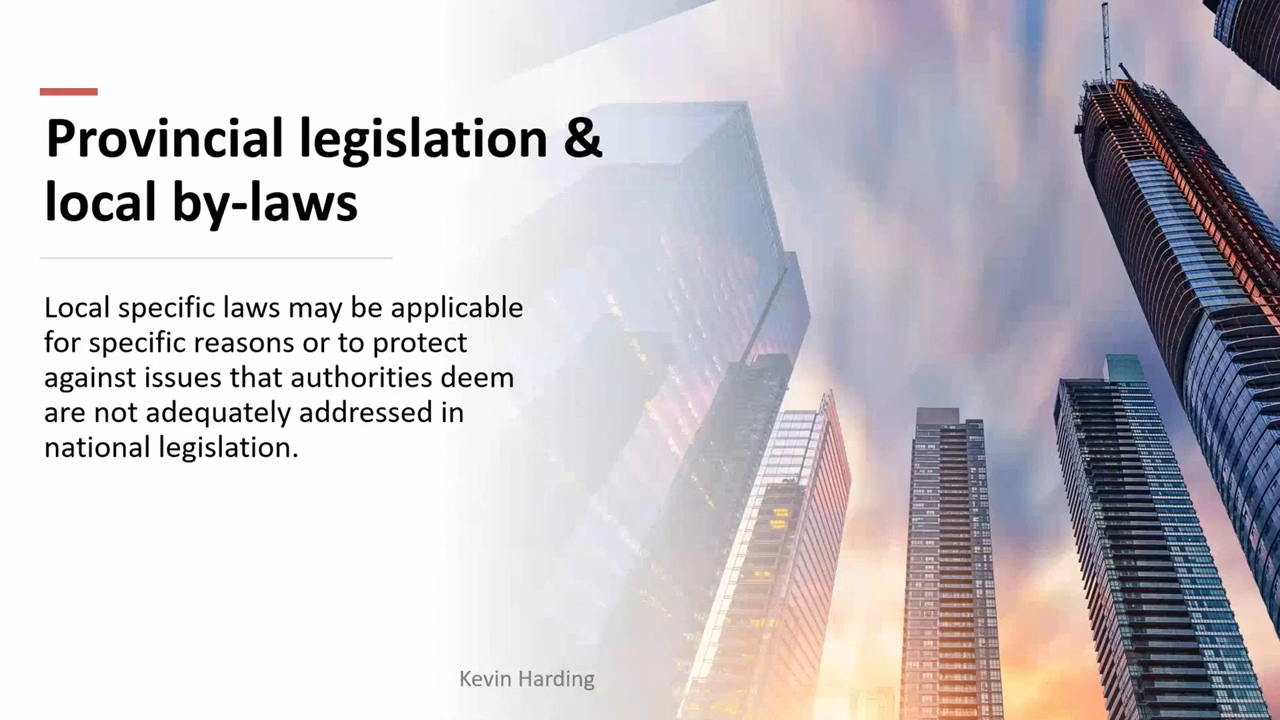 Provincial legislation &
local by-laws
Local specific laws may be applicable
for specific reasons or to protect
against issues that authorities deem
are not adequately addressed in
national legislation.
Kevin Harding